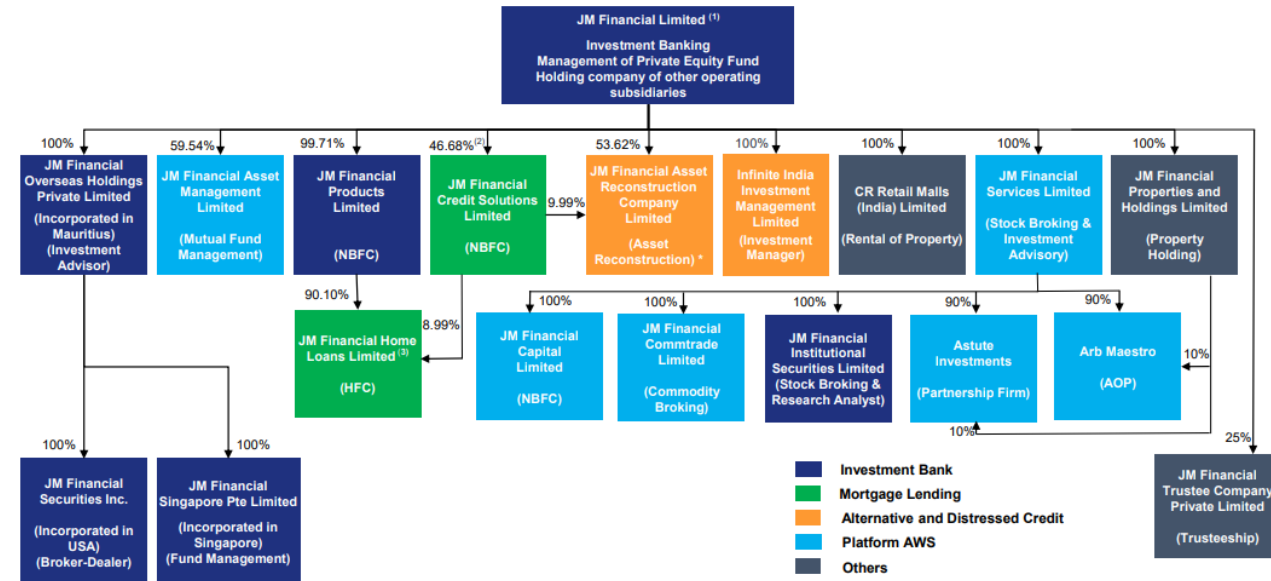 JM Financial Limited (1)
Investment Banking
Management of Private Equity Fund
Holding company of other operating
subsidiaries
100%
JM Financial
Overseas Holdings
Private Limited
(Incorporated in
Mauritius)
(Investment
Advisor)
59.54%
JM Financial Asset
Management
Limited
(Mutual Fund
Management)
99.71%
JM Financial
Products
Limited
(NBFC)
46.68%(2)
JM Financial
Credit Solutions
Limited
(NBFC)
9.99%
53.62%
JM Financial Asset
Reconstruction
Company
Limited
(Asset
Reconstruction) *
100%
Infinite India
Investment
Management
Limited
(Investment
Manager)
100%
CR Retail Malls
(India) Limited
(Rental of Property)
100%
JM Financial
Services Limited
(Stock Broking &
Investment
Advisory)
100%
JM Financial
Properties and
Holdings Limited
(Property
Holding)
90.10%
8.99%
JM Financial Home
Loans Limited (3)
(HFC)
100%
JM Financial
Capital
Limited
(NBFC)
100%
JM Financial
Commtrade
Limited
(Commodity
Broking)
100%
JM Financial
Institutional
Securities Limited
(Stock Broking &
Research Analyst)
90%
Astute
Investments
(Partnership Firm)
10%
90%
Arb Maestro
(AOP)
10%
100%
JM Financial
Securities Inc.
(Incorporated in
USA)
(Broker-Dealer)
100%
JM Financial
Singapore Pte Limited
(Incorporated in
Singapore)
(Fund Management)
25%
JM Financial
Trustee Company
Private Limited
(Trusteeship)
Investment Bank
Mortgage Lending
Alternative and Distressed Credit
Platform AWS
Others